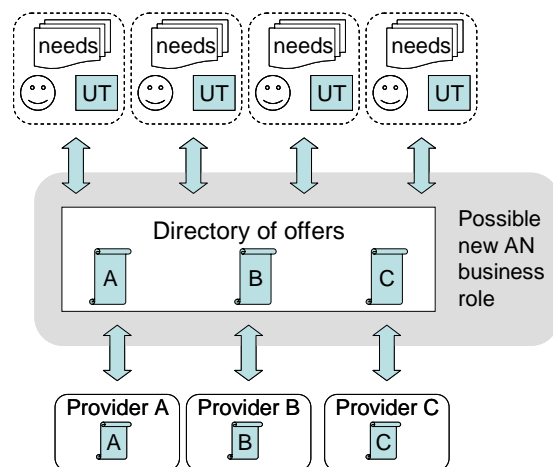 needs needs needs needs
UT UT UT UT
Directory of offers
A B C
Possible
new AN
business
role
Provider A Provider B Provider C
A B C